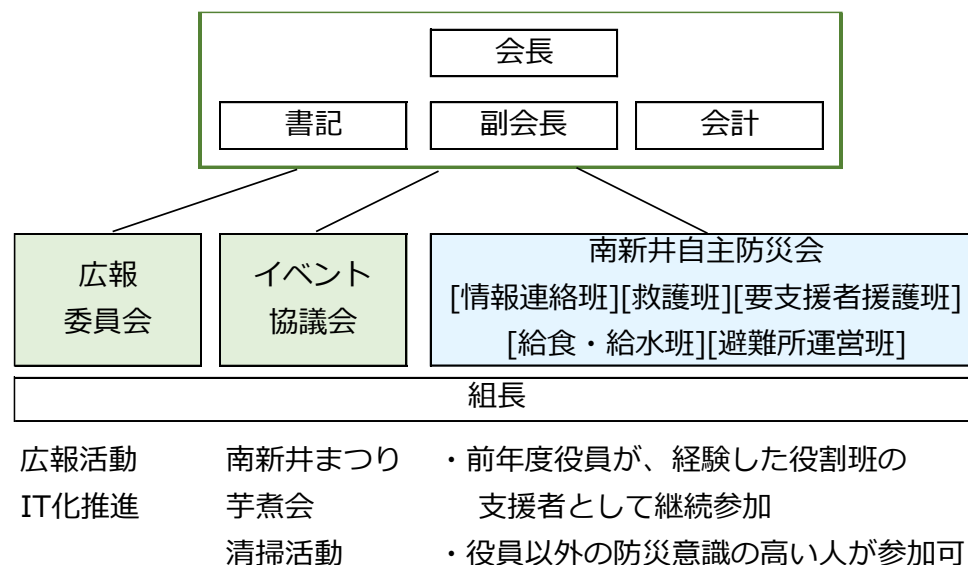 会長
書記 副会長 会計
広報
委員会
イベント
協議会
南新井自主防災会
[情報連絡班][救護班][要支援者援護班]
[給食・給水班][避難所運営班]
組長
広報活動
IT化推進
南新井まつり
芋煮会
清掃活動
・前年度役員が、経験した役割班の
支援者として継続参加
・役員以外の防災意識の高い人が参加可